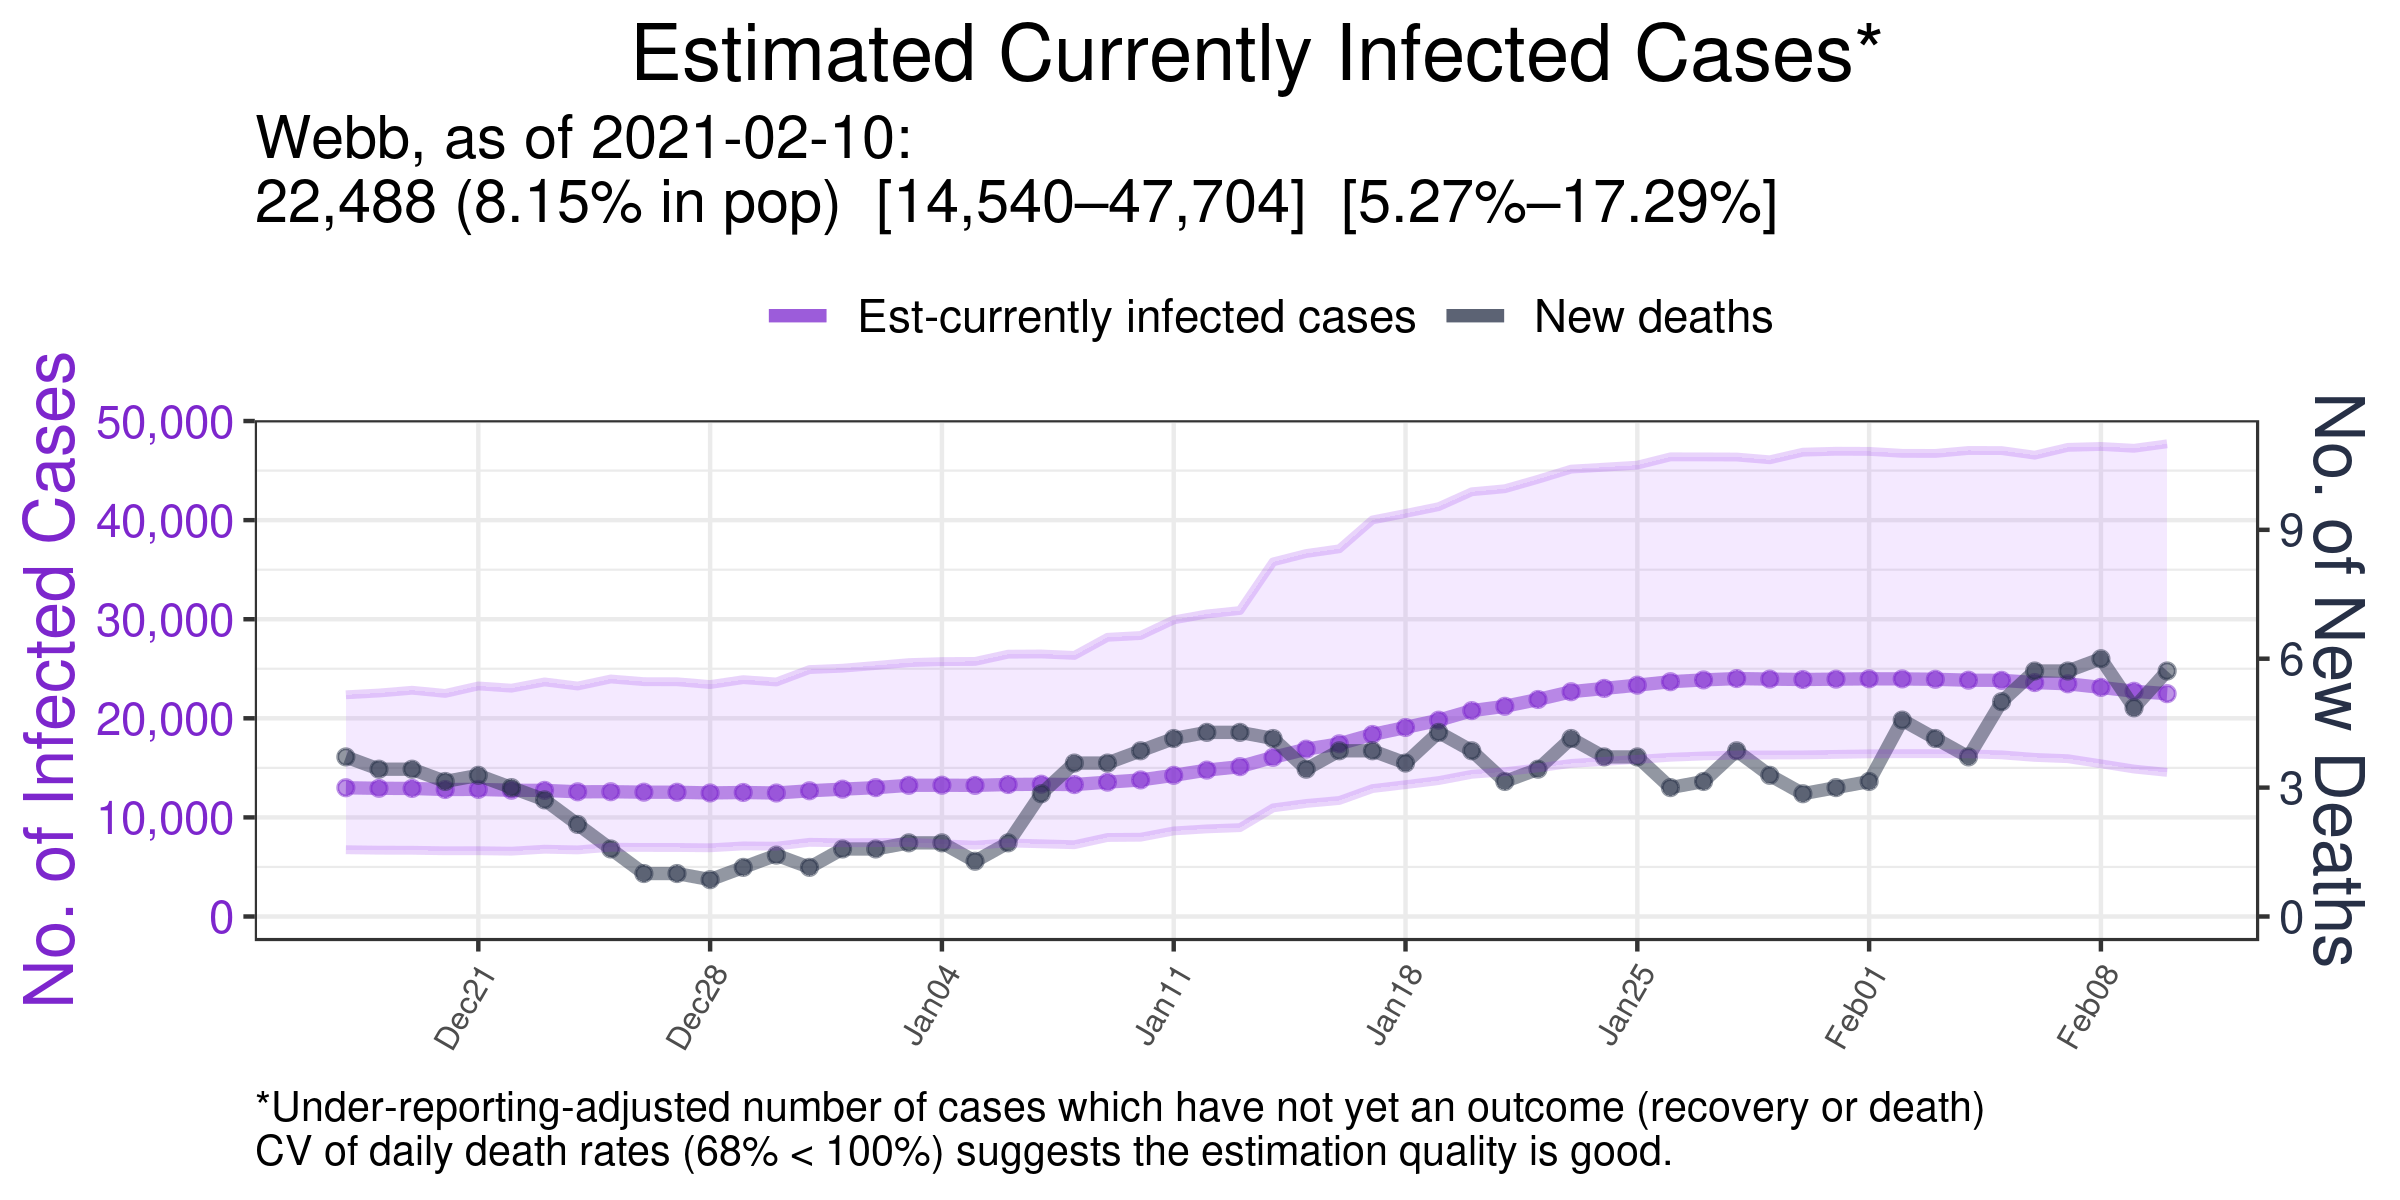 Estimated Currently Infected Cases*
Webb, as of 2021-02-10:
22,488 (8.15% in pop)  [14,540–47,704]  [5.27%–17.29%]
Est-currently infected cases
New deaths
No. of Infected Cases
50,000
40,000
30,000
20,000
10,000
0
No. of New Deaths
9
6
3
0
Dec21
Dec28
Jan04
Jan11
Jan18
Jan25
Feb01
Feb08
*Under-reporting-adjusted number of cases which have not yet an outcome (recovery or death)
CV of daily death rates (68% < 100%) suggests the estimation quality is good.